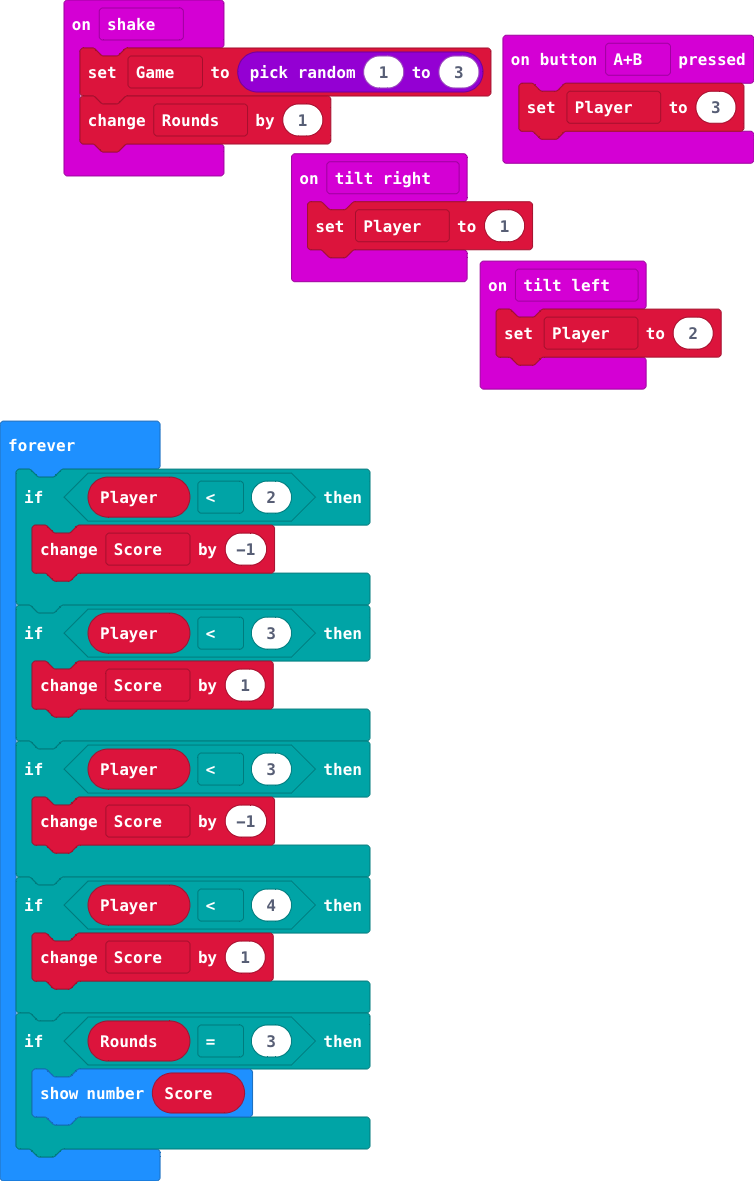 on shake
set Game to pick random 1 to 3
change Rounds by 1
on button A+B pressed
set Player to 3
on tilt right
set Player to 1
on tilt left
set Player to 2
forever
if Player < 2 then
change Score by -1
if Player < 3 then
change Score by 1
if Player < 3 then
change Score by -1
if Player < 4 then
change Score by 1
if Rounds = 3 then
show number Score